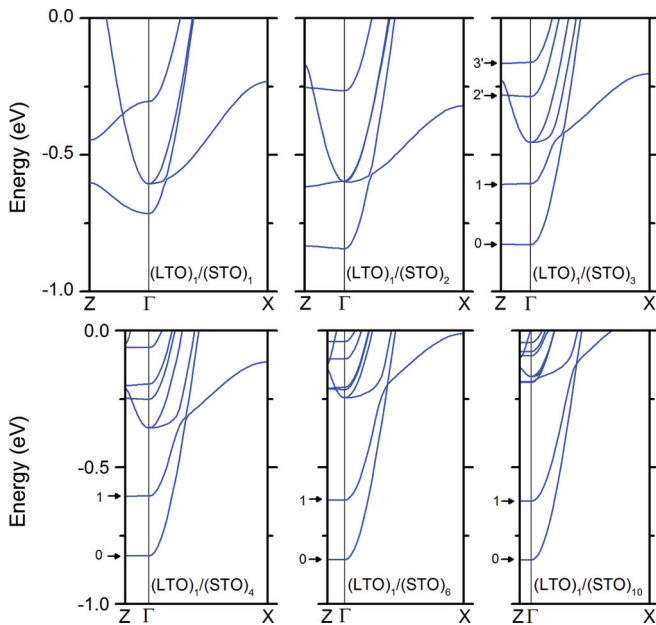 0.0
-0.5
-1.0
Energy (eV)
Z Γ X
(LTO)1/(STO)1
Z Γ X
(LTO)1/(STO)2
3'
2'
1
0
Z Γ X
(LTO)1/(STO)3
0.0
-0.5
-1.0
Energy (eV)
1
0
Z Γ X
(LTO)1/(STO)4
1
0
Z Γ X
(LTO)1/(STO)6
1
0
Z Γ X
(LTO)1/(STO)10